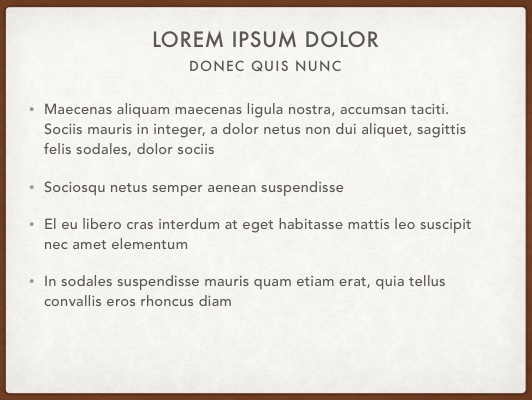 LOREM IPSUM DOLOR
DONEC QUIS NUNC
• Maecenas aliquam maecenas ligula nostra, accumsan taciti.
Sociis mauris in integer, a dolor netus non dui aliquet, sagittis
felis sodales, dolor sociis
• Sociosqu netus semper aenean suspendisse
• El eu libero cras interdum at eget habitasse mattis leo suscipit
nec amet elementum
• In sodales suspendisse mauris quam etiam erat, quia tellus
convallis eros rhoncus diam